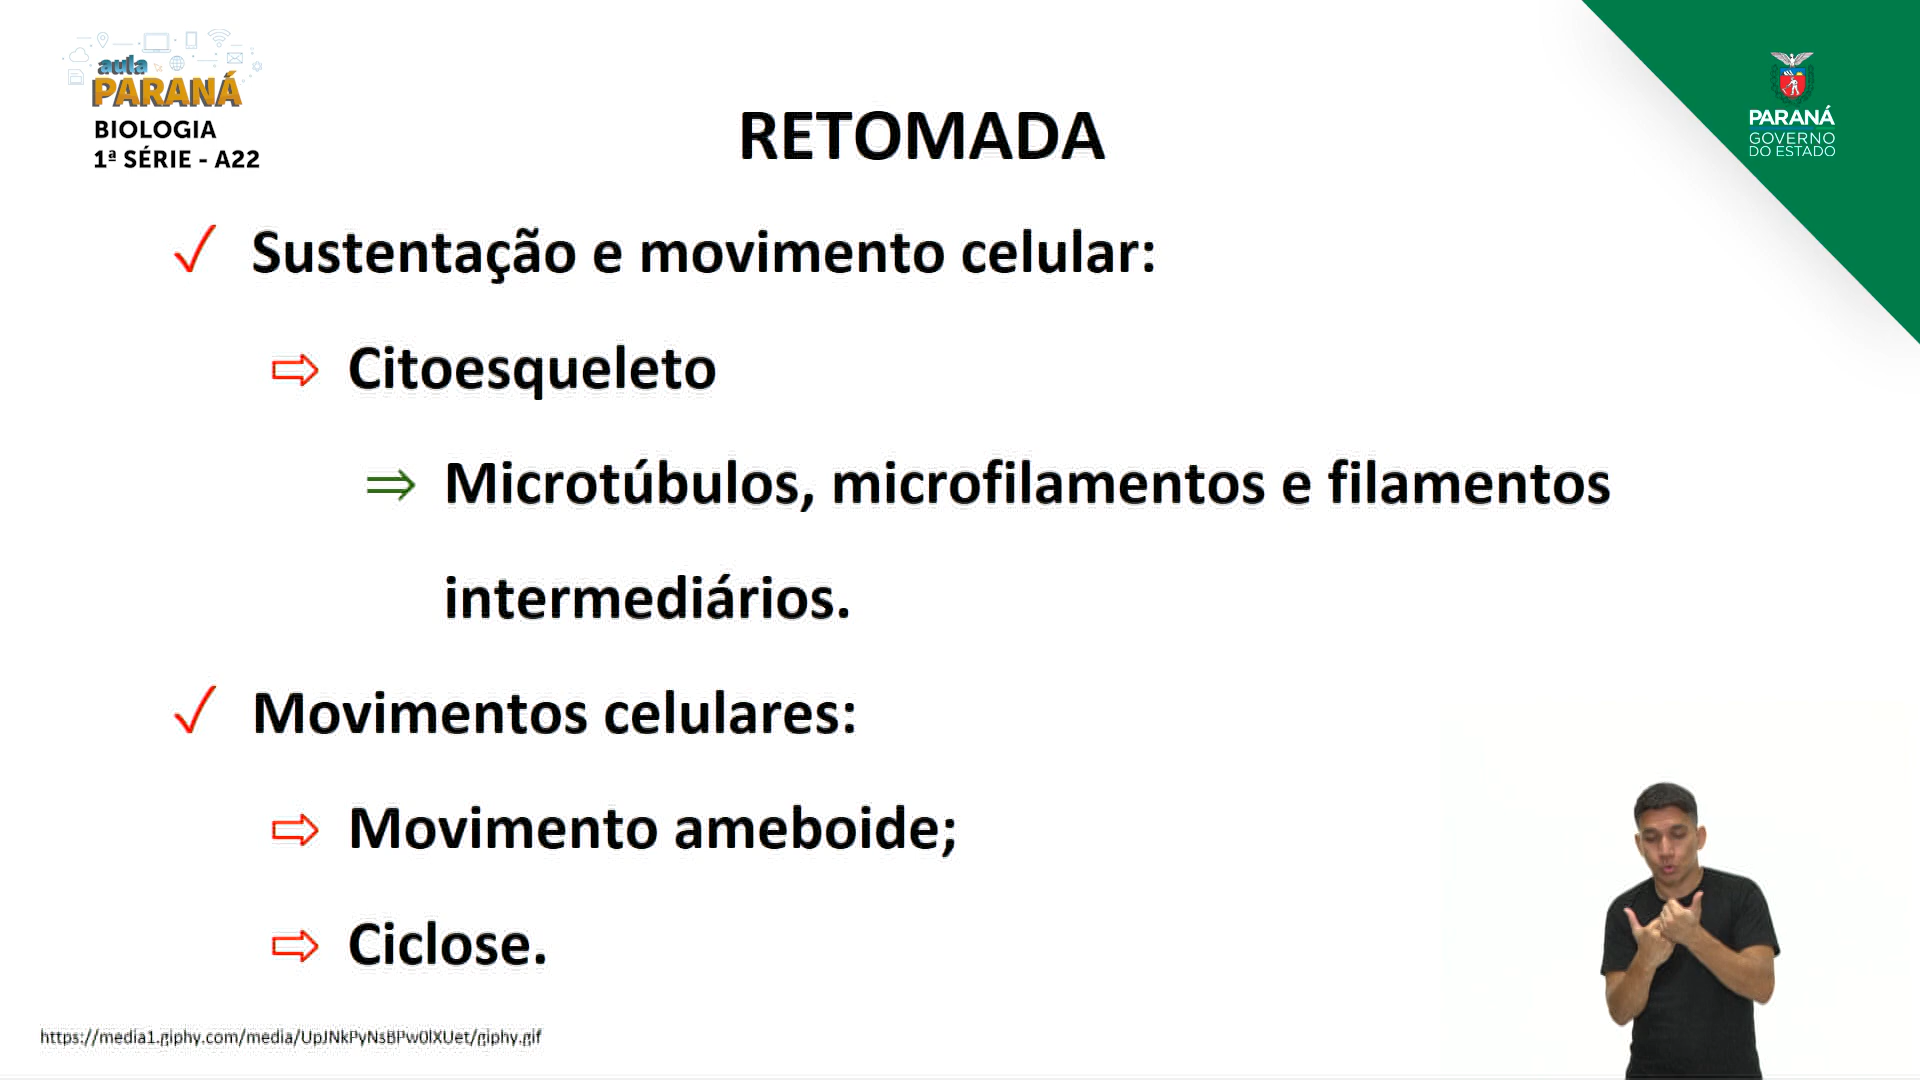 aula
PARANÁ
BIOLOGIA
1ª SÉRIE - A22
PARANÁ
GOVERNO
DO ESTADO
RETOMADA
✓ Sustentação e movimento celular:
⇨ Citoesqueleto
⇒ Microtúbulos, microfilamentos e filamentos
intermediários.
✓ Movimentos celulares:
⇨ Movimento ameboide;
⇨ Ciclose.
https://media1.giphy.com/media/UpJNkPyNsBPw0lXUet/giphy.gif